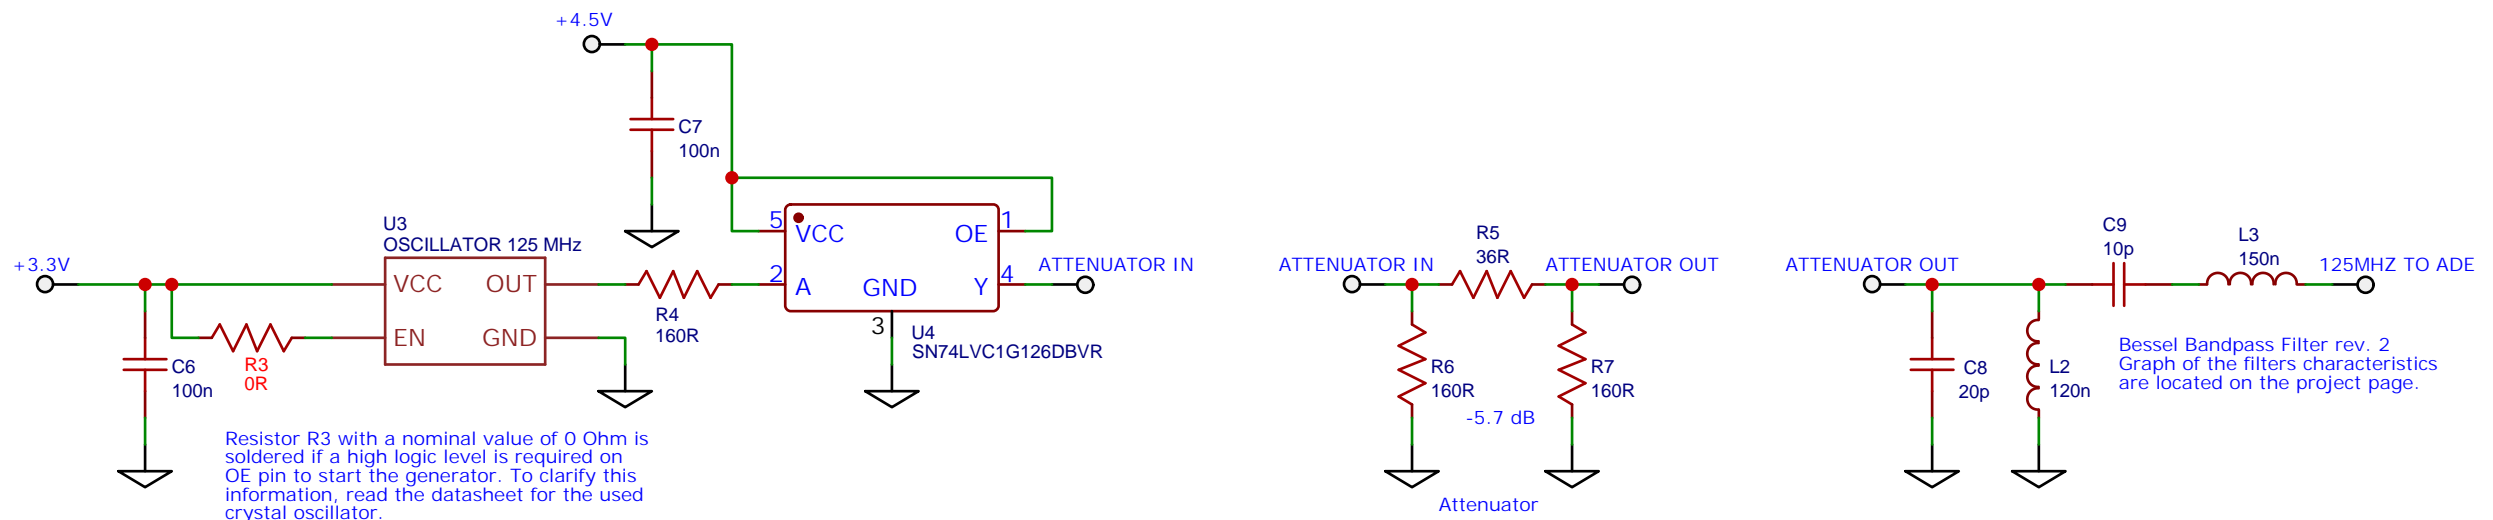 +4.5V
C7
100n
U3
OSCILLATOR 125 MHz
+3.3V
VCC
OUT
EN
GND
R3
0R
C6
100n
R4
160R
5
VCC
OE
1
2
A
GND
Y
4
3
U4
SN74LVC1G126DBVR
ATTENUATOR IN
Resistor R3 with a nominal value of 0 Ohm is
soldered if a high logic level is required on
OE pin to start the generator. To clarify this
information, read the datasheet for the used
crystal oscillator.
ATTENUATOR IN
R5
36R
ATTENUATOR OUT
R6
160R
R7
160R
-5.7 dB
Attenuator
ATTENUATOR OUT
C9
10p
L3
150n
125MHZ TO ADE
C8
20p
L2
120n
Bessel Bandpass Filter rev. 2
Graph of the filters characteristics
are located on the project page.